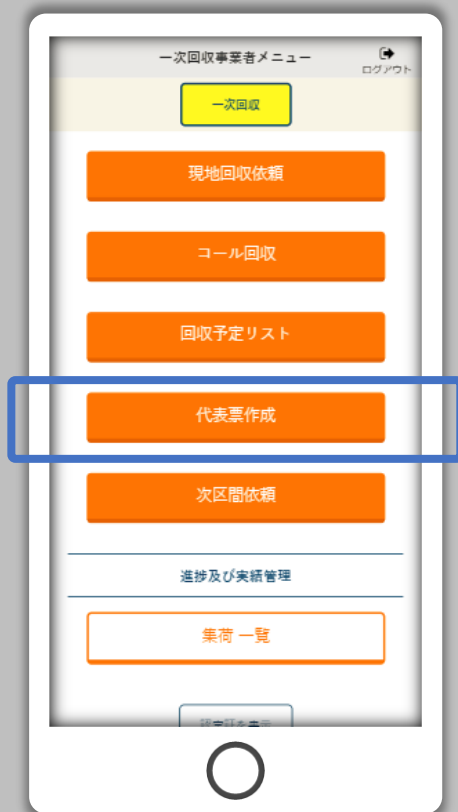 一次回収事業者メニュー
ログアウト
一次回収
現地回収依頼
コール回収
回収予定リスト
代表票作成
次区間依頼
進捗及び実績管理
集荷 一覧